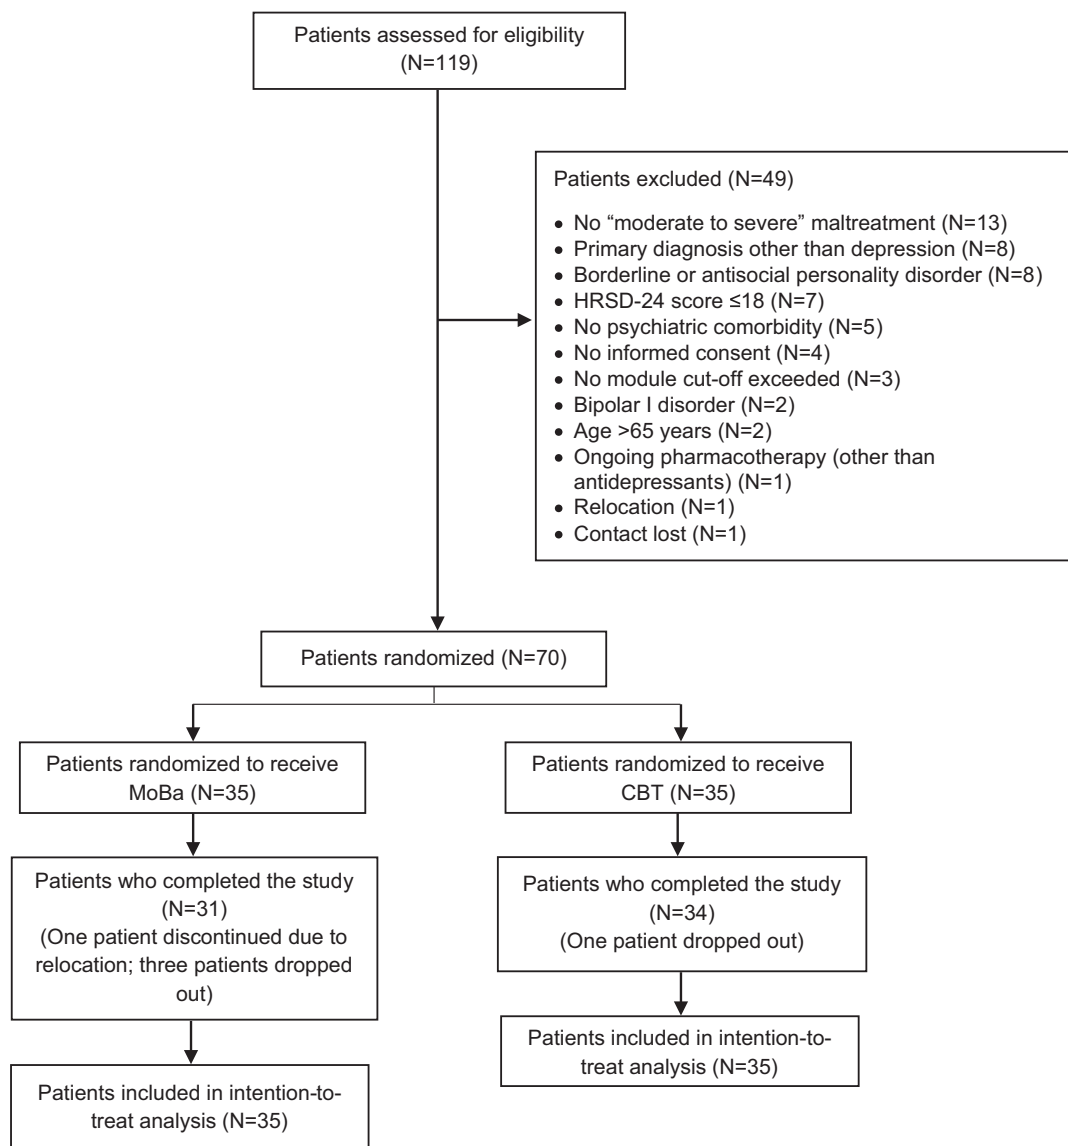 Patients assessed for eligibility
(N=119)
Patients excluded (N=49)
• No “moderate to severe” maltreatment (N=13)
• Primary diagnosis other than depression (N=8)
• Borderline or antisocial personality disorder (N=8)
• HRSD-24 score ≤18 (N=7)
• No psychiatric comorbidity (N=5)
• No informed consent (N=4)
• No module cut-off exceeded (N=3)
• Bipolar I disorder (N=2)
• Age >65 years (N=2)
• Ongoing pharmacotherapy (other than
antidepressants) (N=1)
• Relocation (N=1)
• Contact lost (N=1)
Patients randomized (N=70)
Patients randomized to receive
MoBa (N=35)
Patients randomized to receive
CBT (N=35)
Patients who completed the study
(N=31)
(One patient discontinued due to
relocation; three patients dropped
out)
Patients who completed the study
(N=34)
(One patient dropped out)
Patients included in intention-to-
treat analysis (N=35)
Patients included in intention-to-
treat analysis (N=35)